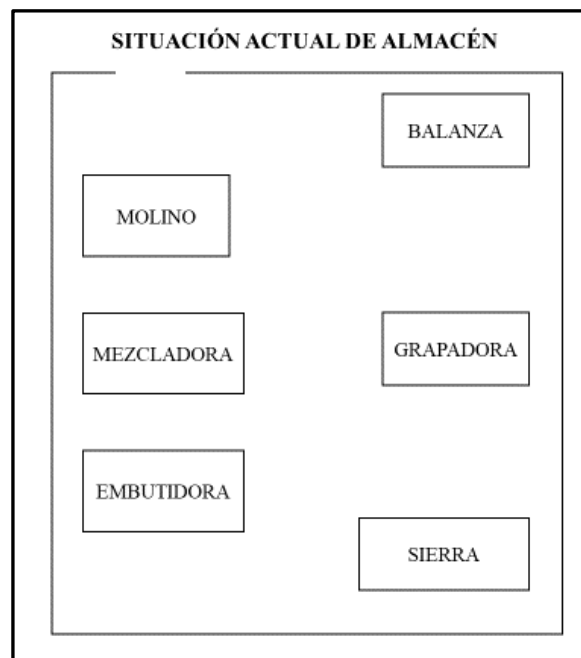 SITUACIÓN ACTUAL DE ALMACÉN
BALANZA
MOLINO
MEZCLADORA
GRAPADORA
EMBUTIDORA
SIERRA